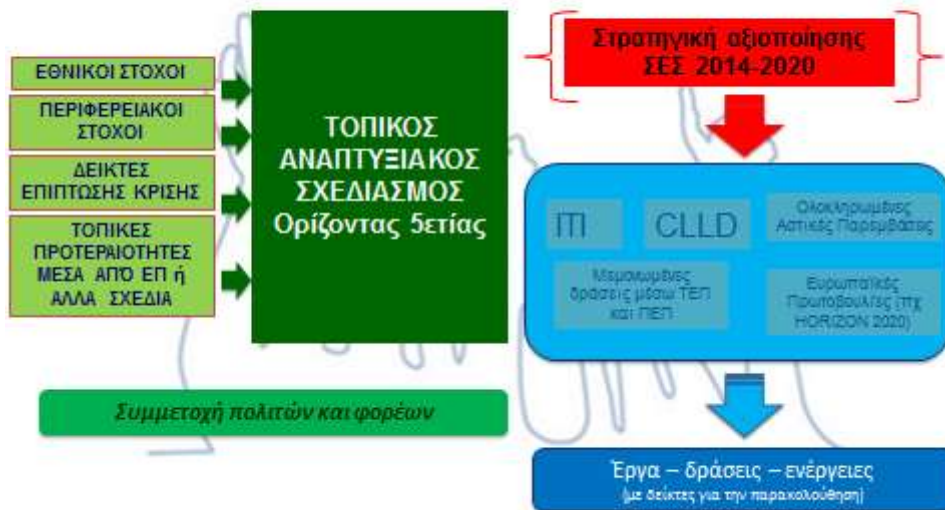 ΕΘΝΙΚΟΙ ΣΤΟΧΟΙ
ΠΕΡΙΦΕΡΕΙΑΚΟΙ
ΣΤΟΧΟΙ
ΔΕΙΚΤΕΣ
ΕΠΙΠΤΩΣΗΣ ΚΡΙΣΗΣ
ΤΟΠΙΚΕΣ
ΠΡΟΤΕΡΑΙΟΤΗΤΕΣ
ΜΕΣΑ ΑΠΌ ΕΠ ή
ΑΛΛΑ ΣΧΕΔΙΑ
ΤΟΠΙΚΟΣ
ΑΝΑΠΤΥΞΙΑΚΟΣ
ΣΧΕΔΙΑΣΜΟΣ
Ορίζοντας 5ετίας
Συμμετοχή πολιτών και φορέων
Στρατηγική αξιοποίησης
ΣΕΣ 2014-2020
ITI
CLLD
Ολοκληρωμένες
Αστικές Παρεμβάσεις
Μεμονωμένες
δράσεις μέσω ΤΕΠ
και ΠΕΠ
Ευρωπαϊκές
Πρωτοβουλίες (πχ
HORIZON 2020)
Έργα – δράσεις – ενέργειες
(με δείκτες για την παρακολούθηση)